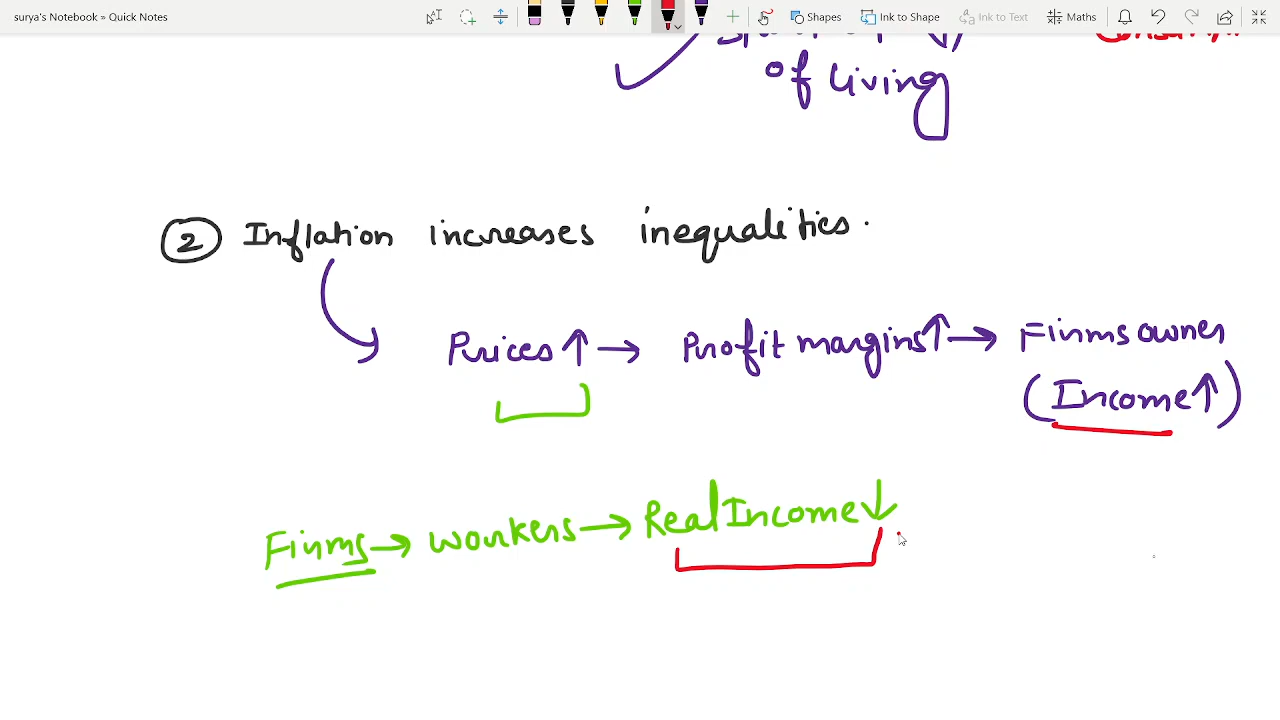 surya's Notebook » Quick Notes
Shapes
Ink to Shape
Ink to Text
Maths
of living
2 Inflation increases inequalities.
Prices ↑ → Profit margins ↑ → Firms owner
(Income ↑)
Firms → workers → Real Income ↓